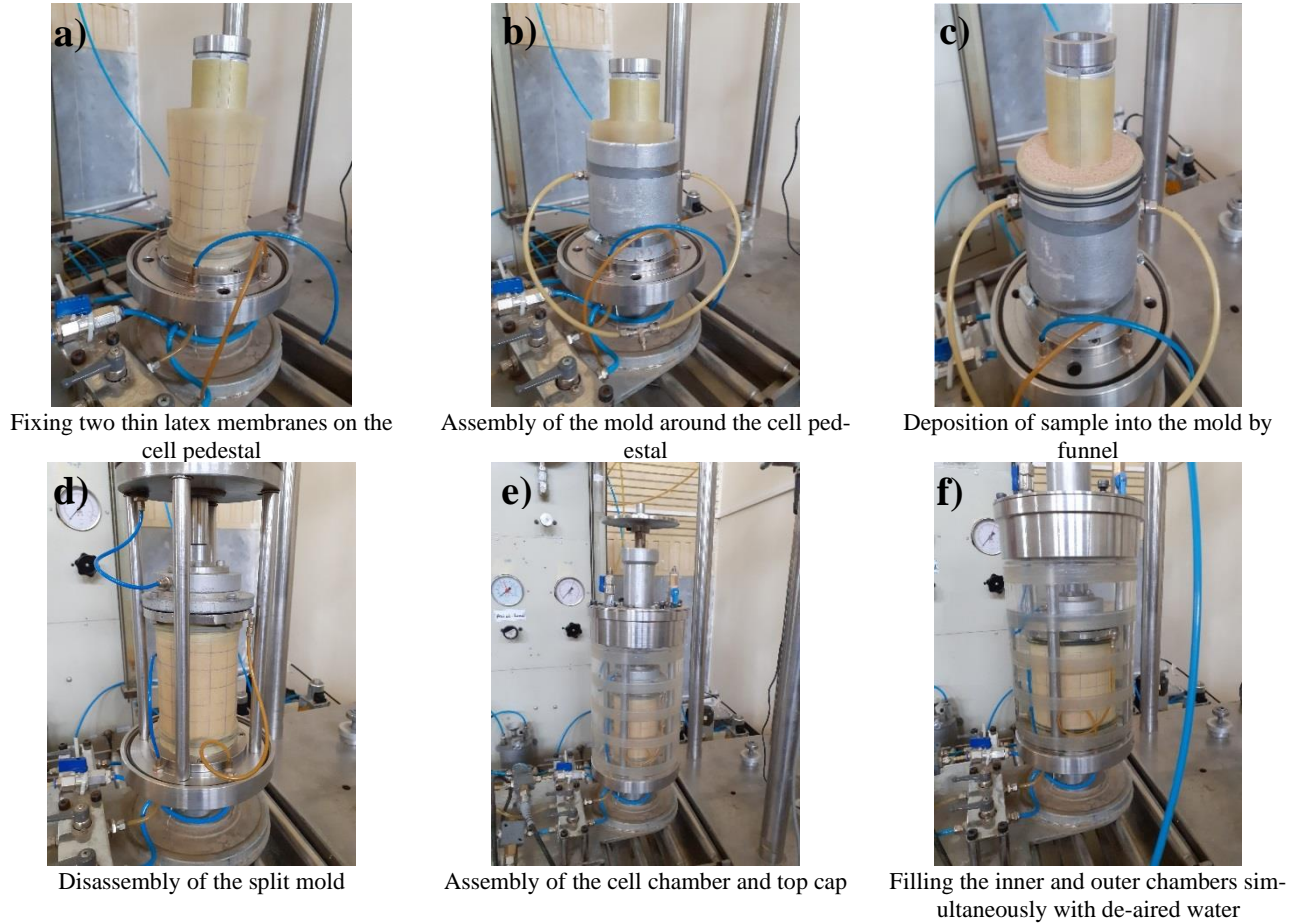 a)
b)
c)
Fixing two thin latex membranes on the
cell pedestal
Assembly of the mold around the cell ped-
estal
Deposition of sample into the mold by
funnel
d)
e)
f)
Disassembly of the split mold
Assembly of the cell chamber and top cap
Filling the inner and outer chambers sim-
ultaneously with de-aired water